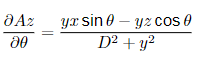 ∂Az/∂θ = (yx sin θ − yz cos θ)/(D² + y²)